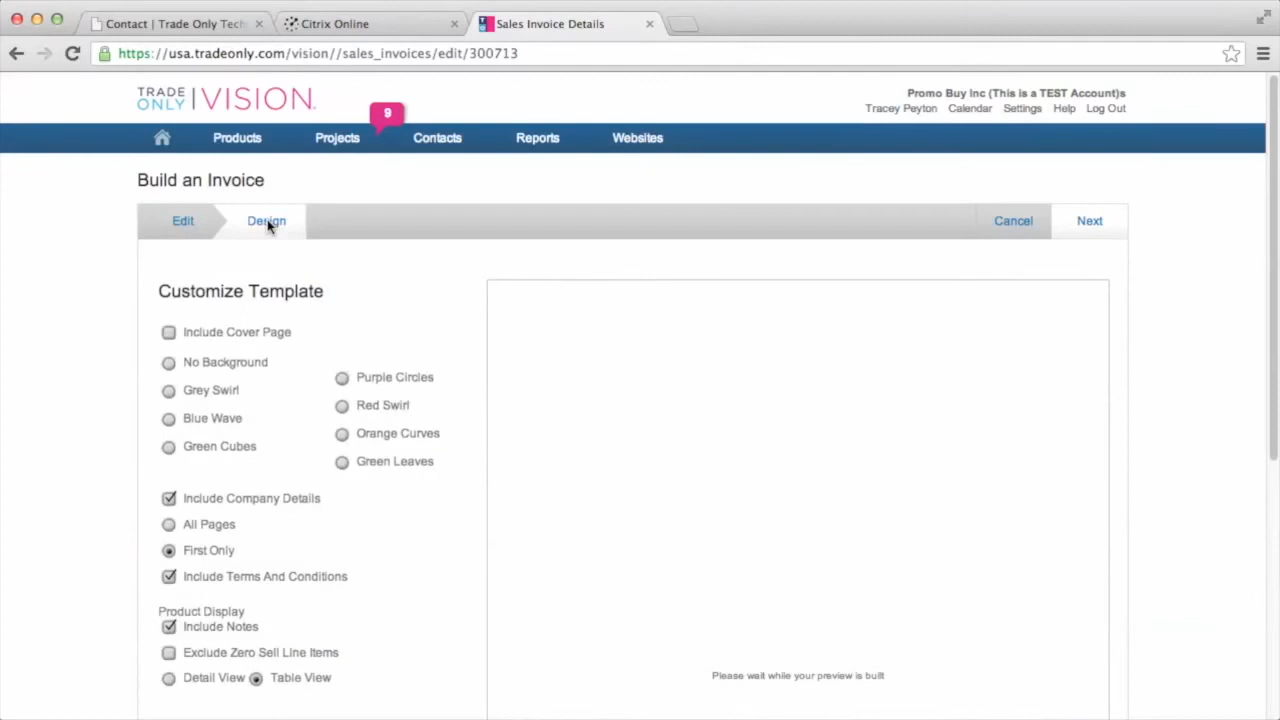 Contact | Trade Only Tech
Citrix Online
Sales Invoice Details
https://usa.tradeonly.com/vision//sales_invoices/edit/300713
TRADE ONLY | VISION.
Promo Buy Inc (This is a TEST Account)s
Tracey Peyton Calendar Settings Help Log Out
9
Products Projects Contacts Reports Websites
Build an Invoice
Edit Design Cancel Next
Customize Template
Include Cover Page
No Background
Grey Swirl
Blue Wave
Green Cubes
Purple Circles
Red Swirl
Orange Curves
Green Leaves
Include Company Details
All Pages
First Only
Include Terms And Conditions
Product Display
Include Notes
Exclude Zero Sell Line Items
Detail View Table View
Please wait while your preview is built